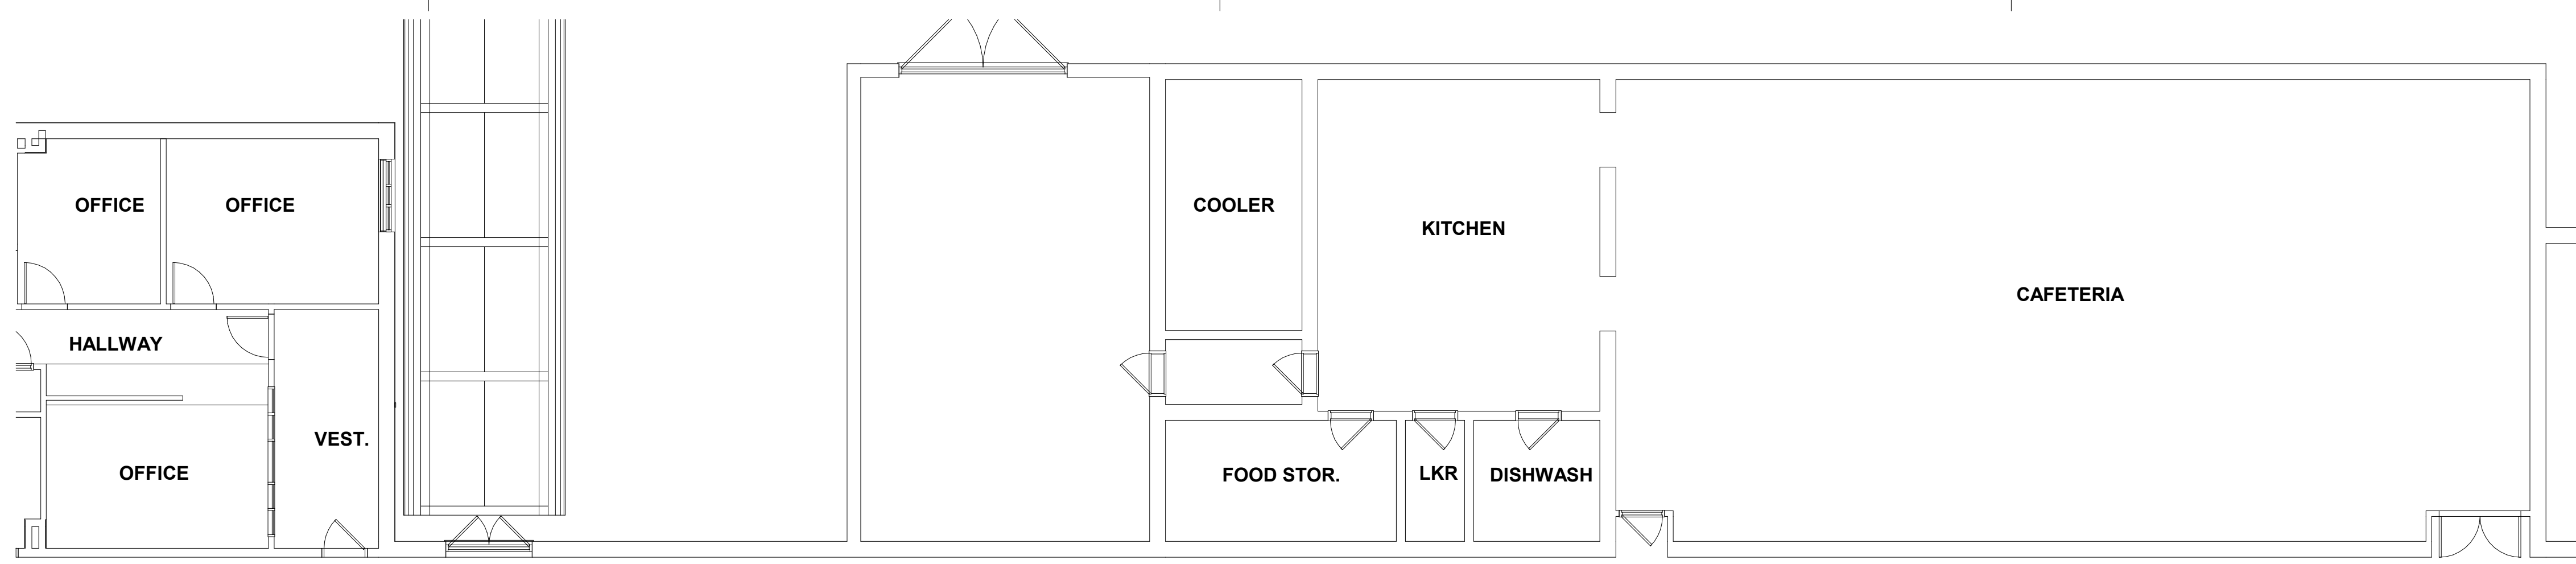 OFFICE
OFFICE
COOLER
KITCHEN
CAFETERIA
HALLWAY
VEST.
OFFICE
FOOD STOR.
LKR
DISHWASH